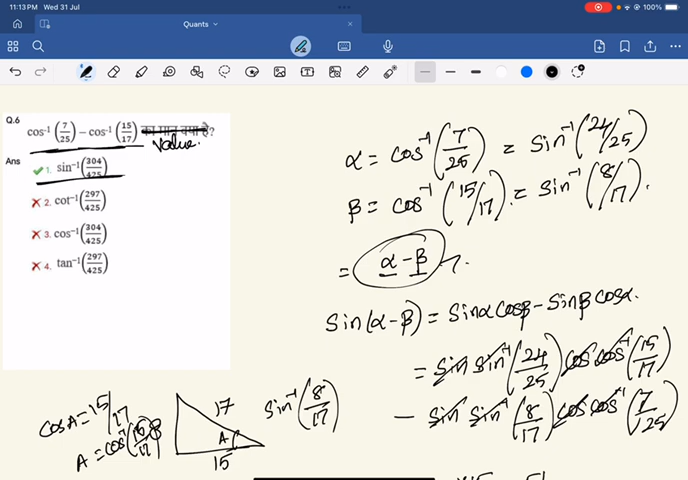 11:13 PM Wed 31 Jul
100%
Quants
Q.6
cos⁻¹(7/25) − cos⁻¹(15/17) का मान क्या है?
value.
Ans
1. sin⁻¹(304/425)
2. cot⁻¹(297/425)
3. cos⁻¹(304/425)
4. tan⁻¹(297/425)
α = cos⁻¹(7/25) = sin⁻¹(24/25)
β = cos⁻¹(15/17) = sin⁻¹(8/17).
= α − β
sin(α−β) = sinα cosβ − sinβ cosα.
= sin sin⁻¹(24/25) cos cos⁻¹(15/17)
− sin sin⁻¹(8/17) cos cos⁻¹(7/25)
cosA = 15/17
A = cos⁻¹(15/17)
8
17
A
15
sin⁻¹(8/17)